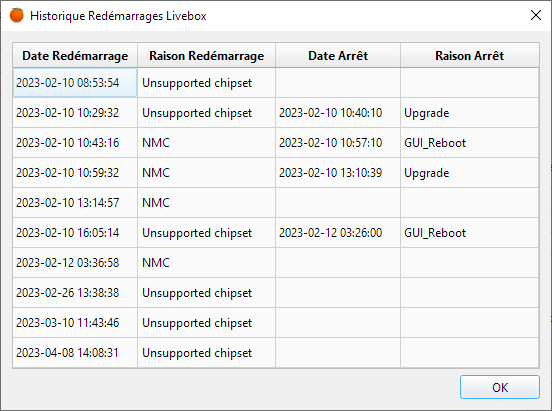 Historique Redémarrages Livebox
Date Redémarrage Raison Redémarrage Date Arrêt Raison Arrêt
2023-02-10 08:53:54 Unsupported chipset
2023-02-10 10:29:32 Unsupported chipset 2023-02-10 10:40:10 Upgrade
2023-02-10 10:43:16 NMC 2023-02-10 10:57:10 GUI_Reboot
2023-02-10 10:59:32 NMC 2023-02-10 13:10:39 Upgrade
2023-02-10 13:14:57 NMC
2023-02-10 16:05:14 Unsupported chipset 2023-02-12 03:26:00 GUI_Reboot
2023-02-12 03:36:58 NMC
2023-02-26 13:38:38 Unsupported chipset
2023-03-10 11:43:46 Unsupported chipset
2023-04-08 14:08:31 Unsupported chipset
OK